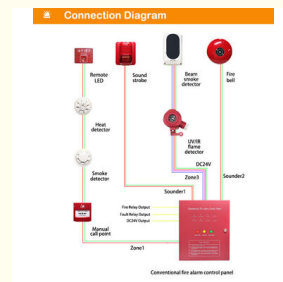 Connection Diagram
Remote
LED
Sound
strobe
Beam
smoke
detector
Fire
bell
Heat
detector
UV/IR
flame
detector
DC24V
Smoke
detector
Zone3
Sounder1
Sounder2
Fire Relay Output
Fault Relay Output
DC24V Output
Manual
call point
Zone1
Conventional fire alarm control panel